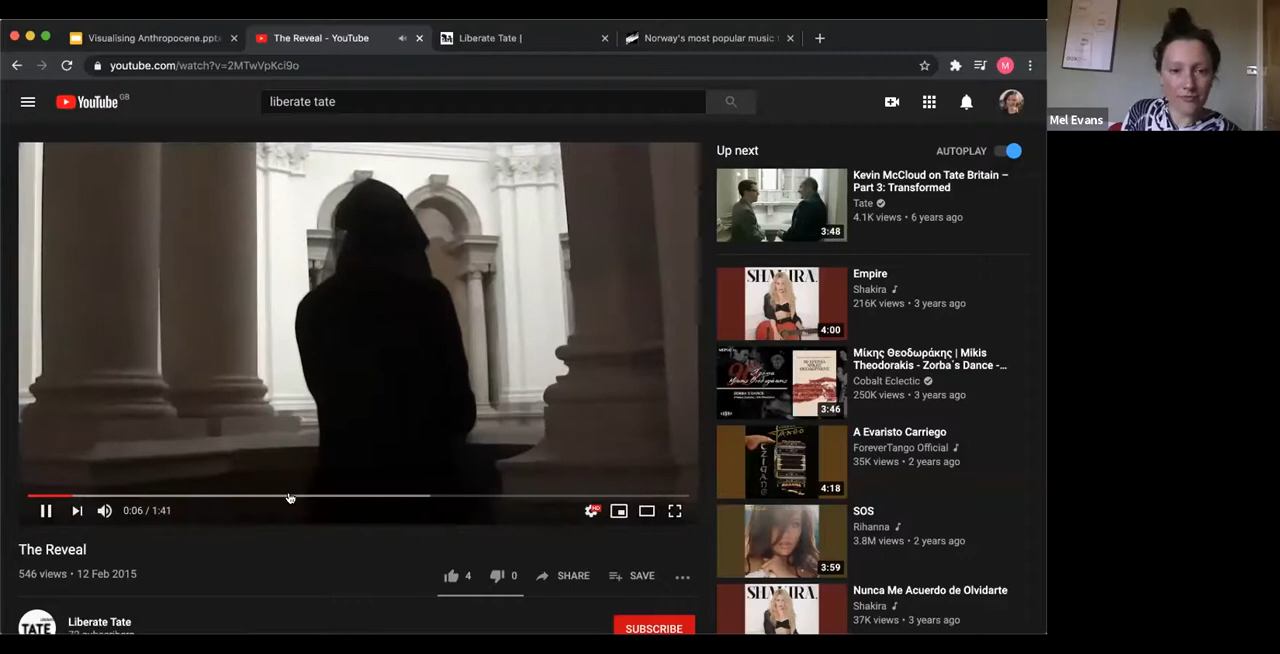 Visualising Anthropocene.pptx
The Reveal - YouTube
Liberate Tate |
Norway's most popular music
youtube.com/watch?v=2MTwVpKci9o
M
YouTube GB
liberate tate
Mel Evans
Up next
AUTOPLAY
Kevin McCloud on Tate Britain –
Part 3: Transformed
Tate
4.1K views • 6 years ago
3:48
SHAKIRA.
Empire
Shakira
216K views • 3 years ago
4:00
Μίκης Θεοδωράκης | Mikis
Theodorakis - Zorba´s Dance -...
Cobalt Eclectic
250K views • 3 years ago
3:46
A Evaristo Carriego
ForeverTango Official
35K views • 2 years ago
4:18
SOS
Rihanna
3.8M views • 2 years ago
3:59
SHAKIRA.
Nunca Me Acuerdo de Olvidarte
Shakira
37K views • 3 years ago
0:06 / 1:41
HD
The Reveal
546 views • 12 Feb 2015
4
0
SHARE
SAVE
TATE
Liberate Tate
SUBSCRIBE